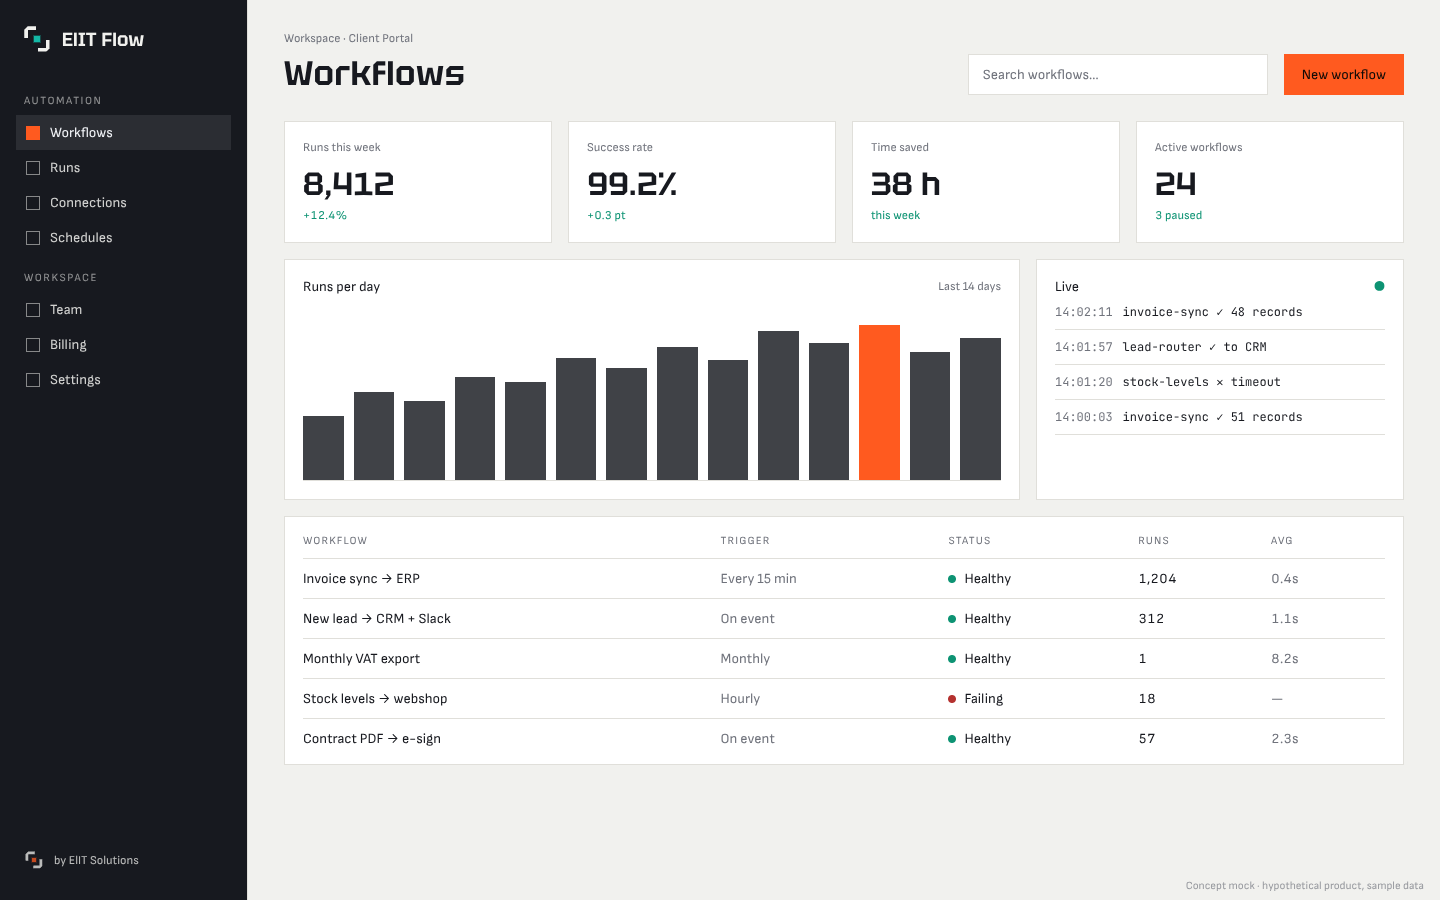 ElIT Flow
AUTOMATION
Workflows
Runs
Connections
Schedules
WORKSPACE
Team
Billing
Settings
by ElIT Solutions
Workspace · Client Portal
Workflows
Search workflows...
New workflow
Runs this week
8,412
+12.4%
Success rate
99.2%
+0.3 pt
Time saved
38 h
this week
Active workflows
24
3 paused
Runs per day
Last 14 days
Live
14:02:11 invoice-sync ✓ 48 records
14:01:57 lead-router ✓ to CRM
14:01:20 stock-levels × timeout
14:00:03 invoice-sync ✓ 51 records
WORKFLOW TRIGGER STATUS RUNS AVG
Invoice sync → ERP Every 15 min Healthy 1,204 0.4s
New lead → CRM + Slack On event Healthy 312 1.1s
Monthly VAT export Monthly Healthy 1 8.2s
Stock levels → webshop Hourly Failing 18 —
Contract PDF → e-sign On event Healthy 57 2.3s
Concept mock · hypothetical product, sample data